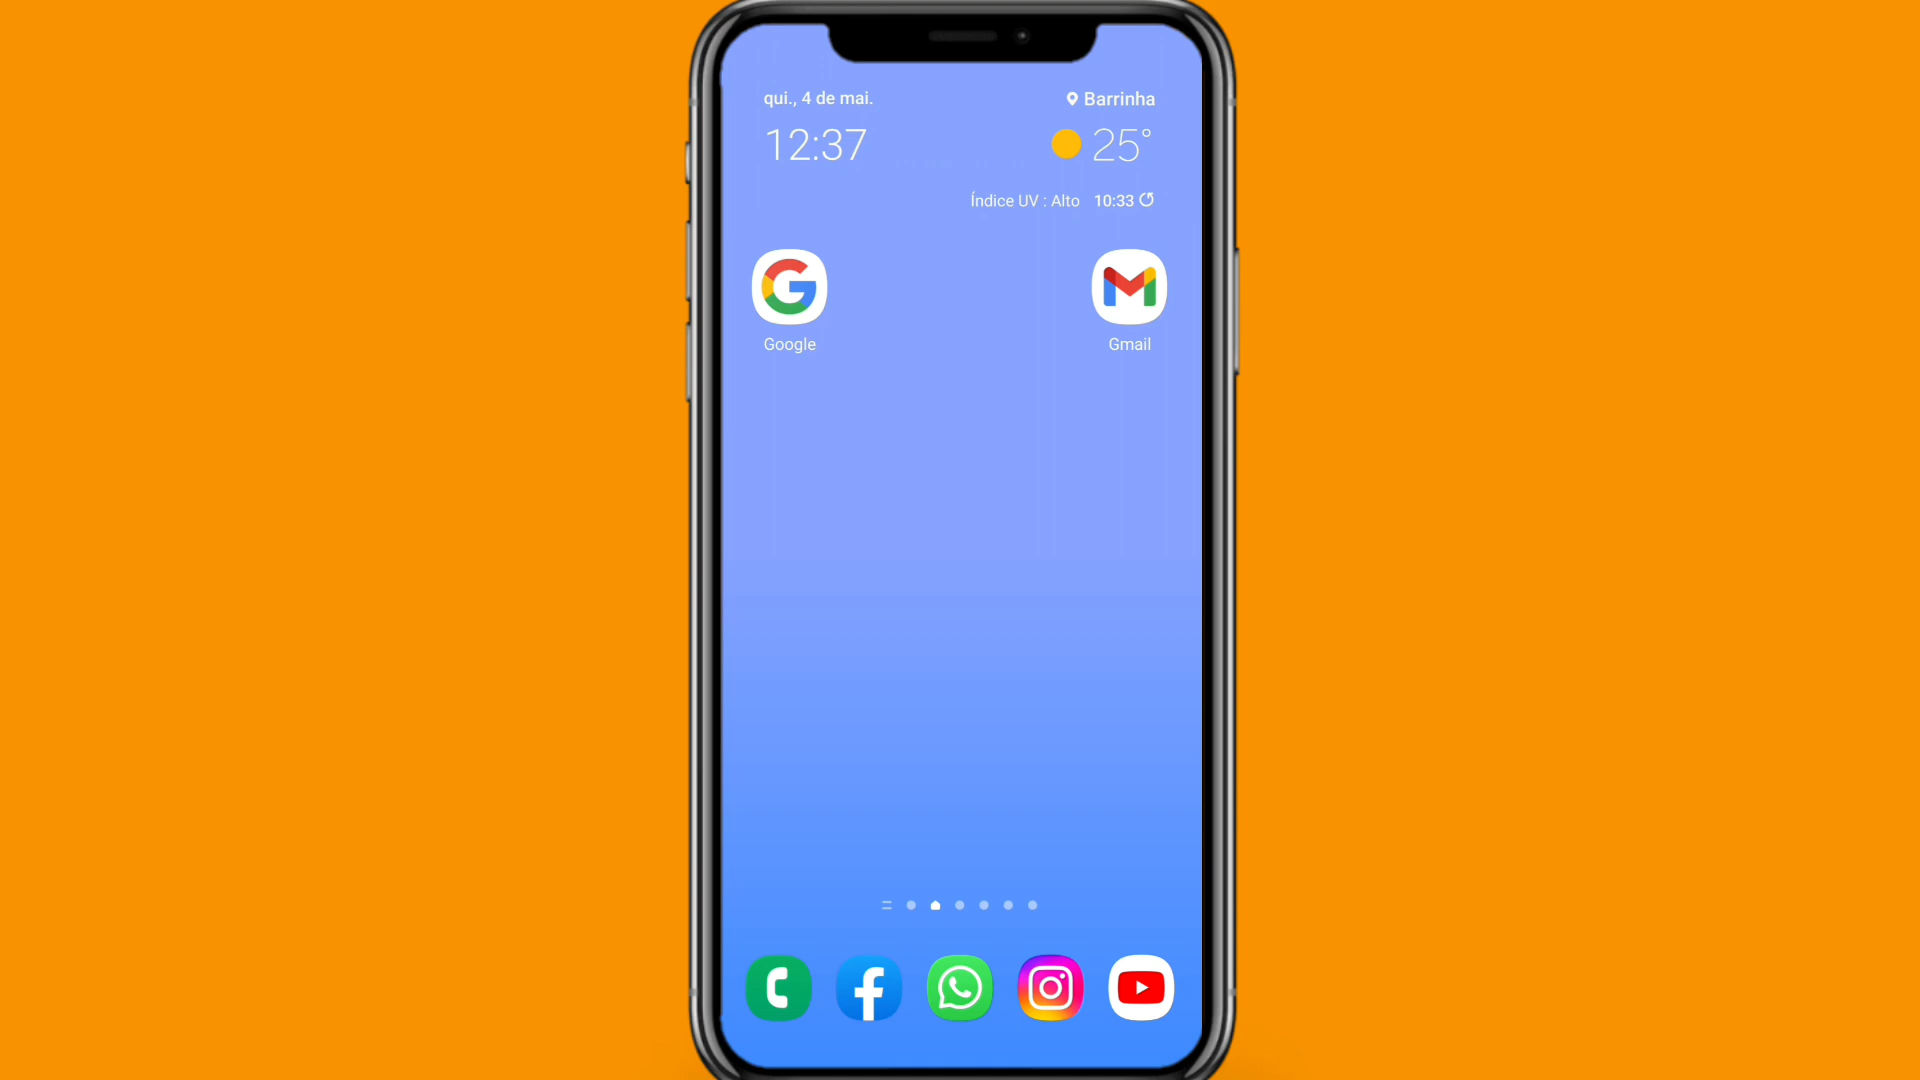 qui., 4 de mai.
Barrinha
12:37
25°
Índice UV : Alto 10:33
Google
Gmail